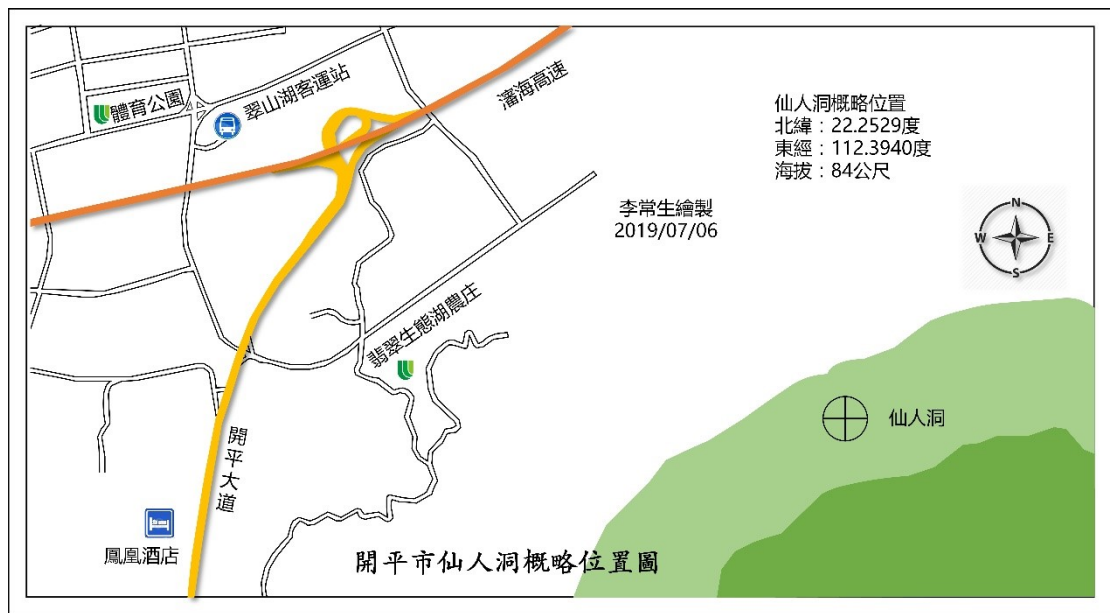 體育公園
翠山湖客運站
瀋海高速
仙人洞概略位置
北緯：22.2529度
東經：112.3940度
海拔：84公尺
李常生繪製
2019/07/06
N
W
E
S
翡翠生態湖農庄
仙人洞
開平大道
鳳凰酒店
開平市仙人洞概略位置圖